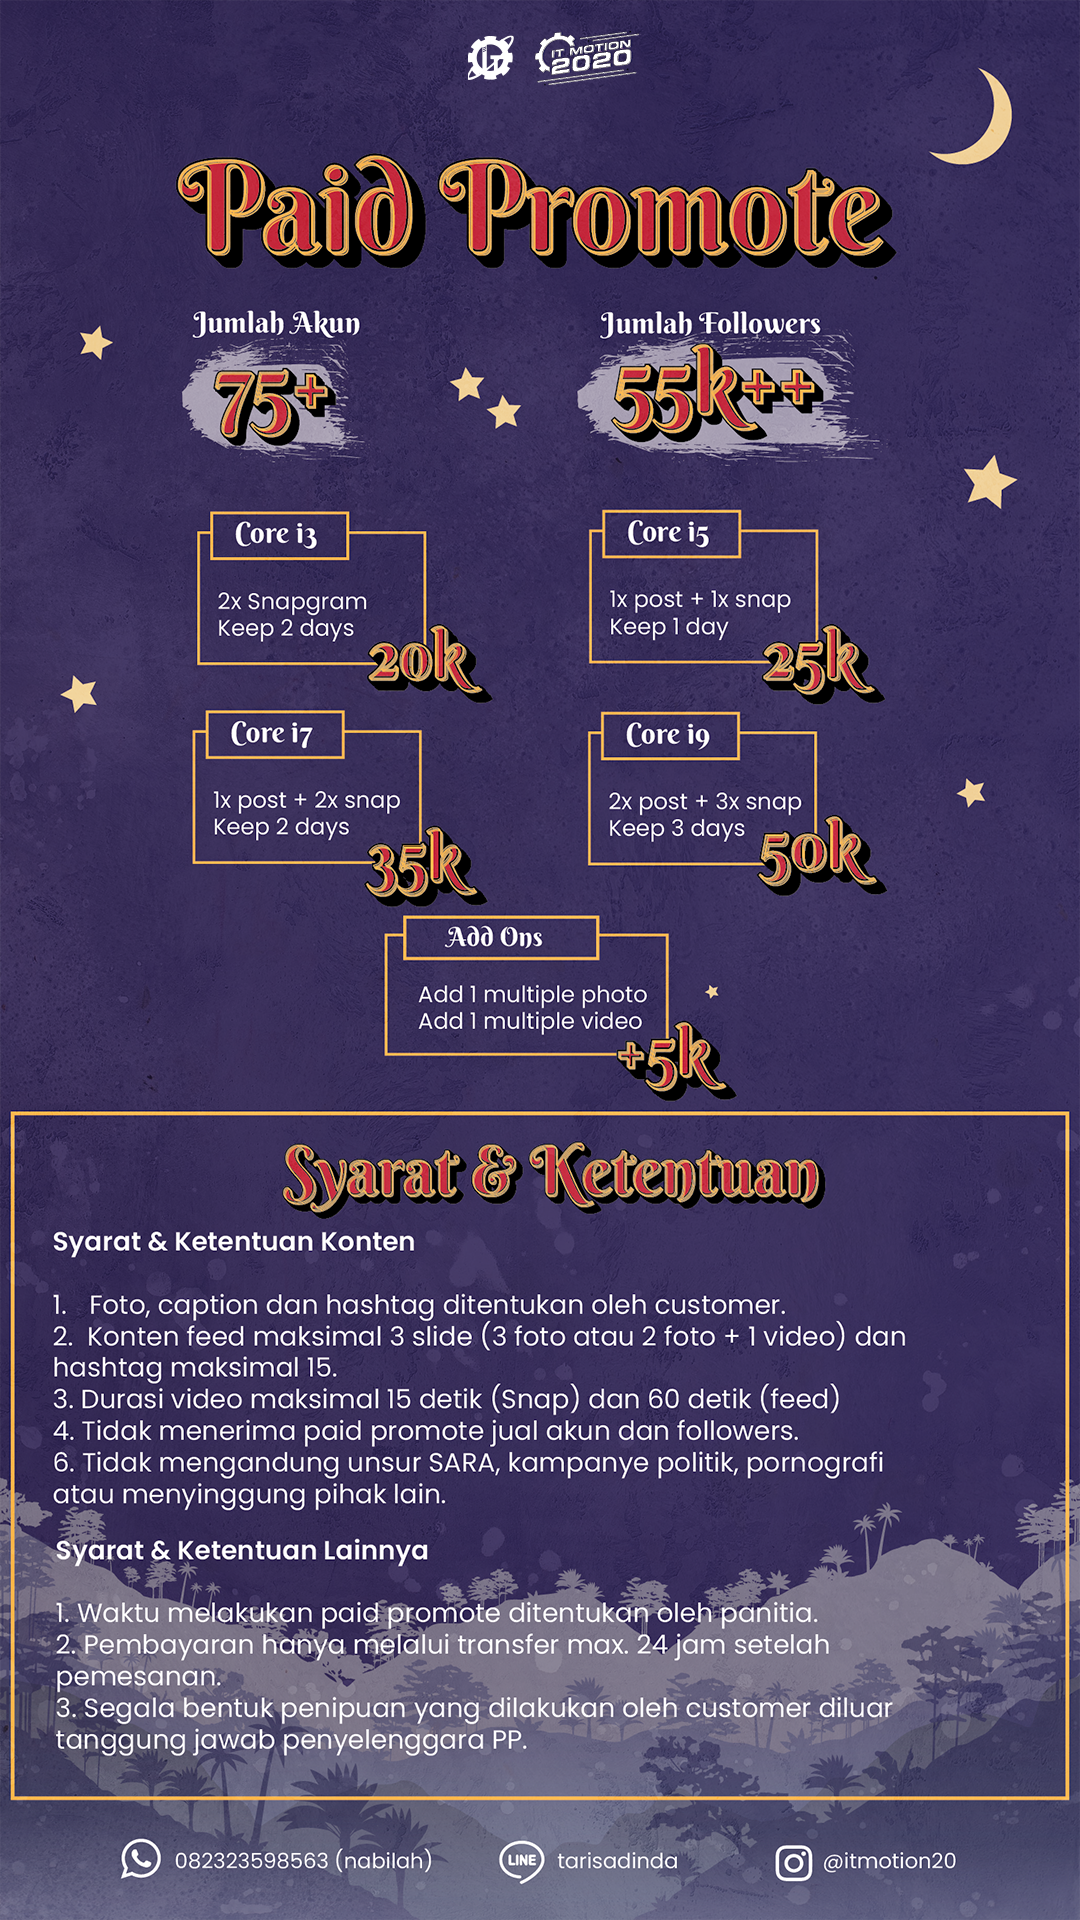 IT MOTION
2020
Paid Promote
Jumlah Akun
75+
Jumlah Followers
55k++
Core i3
2x Snapgram
Keep 2 days
20k
Core i5
1x post + 1x snap
Keep 1 day
25k
Core i7
1x post + 2x snap
Keep 2 days
35k
Core i9
2x post + 3x snap
Keep 3 days
50k
Add Ons
Add 1 multiple photo
Add 1 multiple video
+5k
Syarat & Ketentuan
Syarat & Ketentuan Konten
1. Foto, caption dan hashtag ditentukan oleh customer.
2. Konten feed maksimal 3 slide (3 foto atau 2 foto + 1 video) dan
hashtag maksimal 15.
3. Durasi video maksimal 15 detik (Snap) dan 60 detik (feed)
4. Tidak menerima paid promote jual akun dan followers.
6. Tidak mengandung unsur SARA, kampanye politik, pornografi
atau menyinggung pihak lain.
Syarat & Ketentuan Lainnya
1. Waktu melakukan paid promote ditentukan oleh panitia.
2. Pembayaran hanya melalui transfer max. 24 jam setelah
pemesanan.
3. Segala bentuk penipuan yang dilakukan oleh customer diluar
tanggung jawab penyelenggara PP.
082323598563 (nabilah)
LINE tarisadinda
@itmotion20